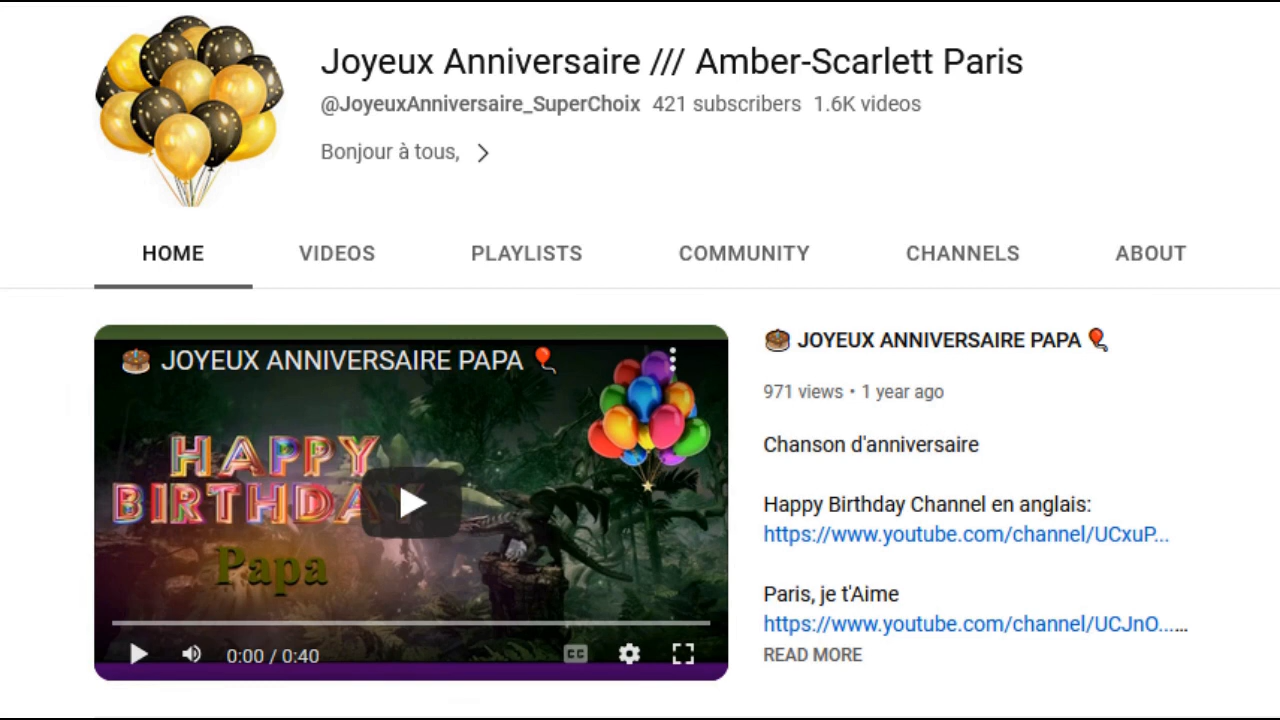 Joyeux Anniversaire /// Amber-Scarlett Paris
@JoyeuxAnniversaire_SuperChoix 421 subscribers 1.6K videos
Bonjour à tous,
HOME VIDEOS PLAYLISTS COMMUNITY CHANNELS ABOUT
🎂 JOYEUX ANNIVERSAIRE PAPA 🎈
HAPPY
BIRTHDAY
Papa
0:00 / 0:40
CC
🎂 JOYEUX ANNIVERSAIRE PAPA 🎈
971 views • 1 year ago
Chanson d'anniversaire
Happy Birthday Channel en anglais:
https://www.youtube.com/channel/UCxuP...
Paris, je t'Aime
https://www.youtube.com/channel/UCJnO......
READ MORE